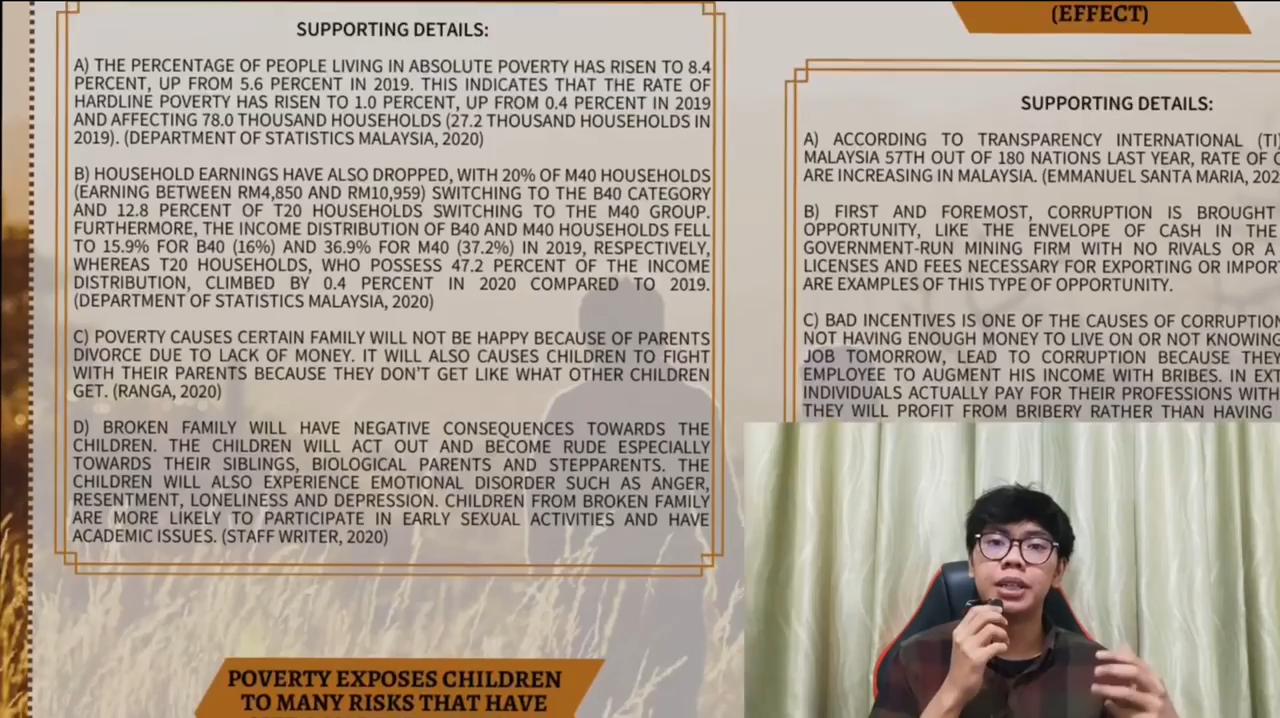 SUPPORTING DETAILS:
A) THE PERCENTAGE OF PEOPLE LIVING IN ABSOLUTE POVERTY HAS RISEN TO 8.4
PERCENT, UP FROM 5.6 PERCENT IN 2019. THIS INDICATES THAT THE RATE OF
HARDLINE POVERTY HAS RISEN TO 1.0 PERCENT, UP FROM 0.4 PERCENT IN 2019
AND AFFECTING 78.0 THOUSAND HOUSEHOLDS (27.2 THOUSAND HOUSEHOLDS IN
2019). (DEPARTMENT OF STATISTICS MALAYSIA, 2020)
B) HOUSEHOLD EARNINGS HAVE ALSO DROPPED, WITH 20% OF M40 HOUSEHOLDS
(EARNING BETWEEN RM4,850 AND RM10,959) SWITCHING TO THE B40 CATEGORY
AND 12.8 PERCENT OF T20 HOUSEHOLDS SWITCHING TO THE M40 GROUP.
FURTHERMORE, THE INCOME DISTRIBUTION OF B40 AND M40 HOUSEHOLDS FELL
TO 15.9% FOR B40 (16%) AND 36.9% FOR M40 (37.2%) IN 2019, RESPECTIVELY,
WHEREAS T20 HOUSEHOLDS, WHO POSSESS 47.2 PERCENT OF THE INCOME
DISTRIBUTION, CLIMBED BY 0.4 PERCENT IN 2020 COMPARED TO 2019.
(DEPARTMENT OF STATISTICS MALAYSIA, 2020)
C) POVERTY CAUSES CERTAIN FAMILY WILL NOT BE HAPPY BECAUSE OF PARENTS
DIVORCE DUE TO LACK OF MONEY. IT WILL ALSO CAUSES CHILDREN TO FIGHT
WITH THEIR PARENTS BECAUSE THEY DON'T GET LIKE WHAT OTHER CHILDREN
GET. (RANGA, 2020)
D) BROKEN FAMILY WILL HAVE NEGATIVE CONSEQUENCES TOWARDS THE
CHILDREN. THE CHILDREN WILL ACT OUT AND BECOME RUDE ESPECIALLY
TOWARDS THEIR SIBLINGS, BIOLOGICAL PARENTS AND STEPPARENTS. THE
CHILDREN WILL ALSO EXPERIENCE EMOTIONAL DISORDER SUCH AS ANGER,
RESENTMENT, LONELINESS AND DEPRESSION. CHILDREN FROM BROKEN FAMILY
ARE MORE LIKELY TO PARTICIPATE IN EARLY SEXUAL ACTIVITIES AND HAVE
ACADEMIC ISSUES. (STAFF WRITER, 2020)
POVERTY EXPOSES CHILDREN
TO MANY RISKS THAT HAVE
(EFFECT)
SUPPORTING DETAILS:
A) ACCORDING TO TRANSPARENCY INTERNATIONAL (TI)
MALAYSIA 57TH OUT OF 180 NATIONS LAST YEAR, RATE OF
ARE INCREASING IN MALAYSIA. (EMMANUEL SANTA MARIA, 202
B) FIRST AND FOREMOST, CORRUPTION IS BROUGHT
OPPORTUNITY, LIKE THE ENVELOPE OF CASH IN THE
GOVERNMENT-RUN MINING FIRM WITH NO RIVALS OR A
LICENSES AND FEES NECESSARY FOR EXPORTING OR IMPOR
ARE EXAMPLES OF THIS TYPE OF OPPORTUNITY.
C) BAD INCENTIVES IS ONE OF THE CAUSES OF CORRUPTION
NOT HAVING ENOUGH MONEY TO LIVE ON OR NOT KNOWING
JOB TOMORROW, LEAD TO CORRUPTION BECAUSE THEY
EMPLOYEE TO AUGMENT HIS INCOME WITH BRIBES. IN EXT
INDIVIDUALS ACTUALLY PAY FOR THEIR PROFESSIONS WITH
THEY WILL PROFIT FROM BRIBERY RATHER THAN HAVING